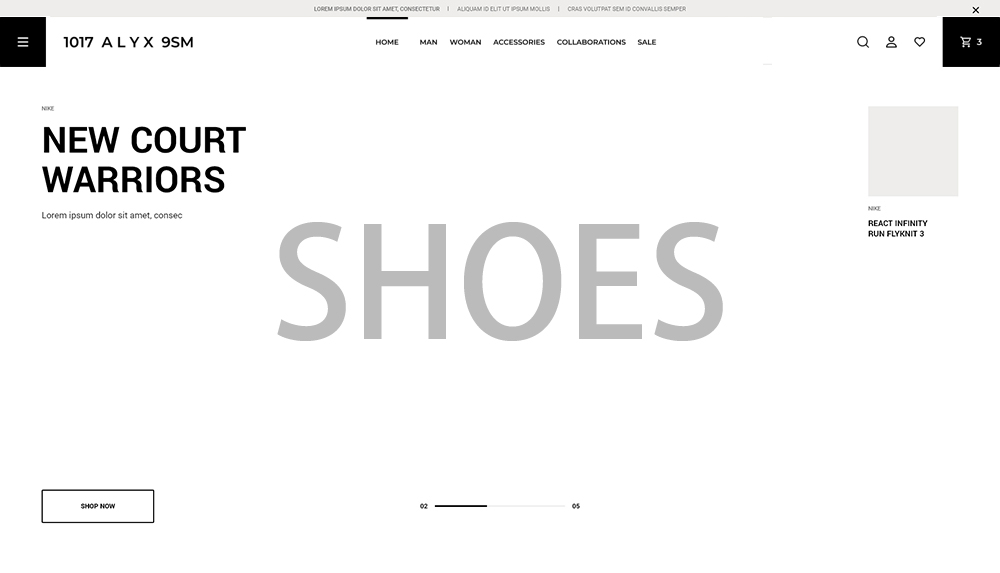 LOREM IPSUM DOLOR SIT AMET, CONSECTETUR | ALIQUAM ID ELIT UT IPSUM MOLLIS | CRAS VOLUTPAT SEM ID CONVALLIS SEMPER
1017 ALYX 9SM
HOME MAN WOMAN ACCESSORIES COLLABORATIONS SALE
3
NIKE
NEW COURT
WARRIORS
Lorem ipsum dolor sit amet, consec
SHOES
NIKE
REACT INFINITY
RUN FLYKNIT 3
SHOP NOW
02 05